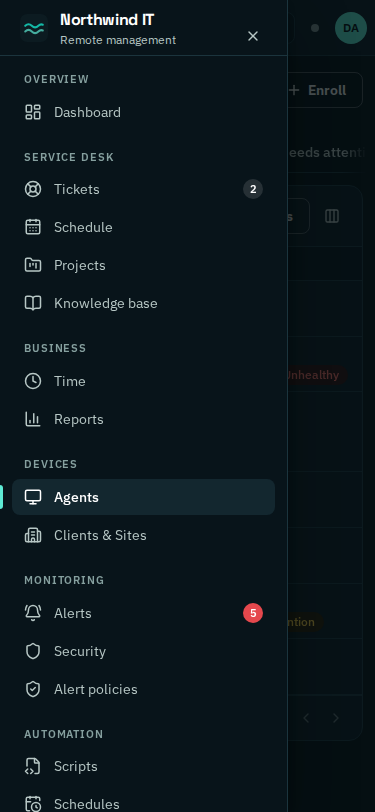 Northwind IT
Remote management
DA
Enroll
OVERVIEW
Dashboard
SERVICE DESK
Tickets
2
Schedule
Projects
Knowledge base
BUSINESS
Time
Reports
DEVICES
Agents
Clients & Sites
MONITORING
Alerts
5
Security
Alert policies
AUTOMATION
Scripts
Schedules